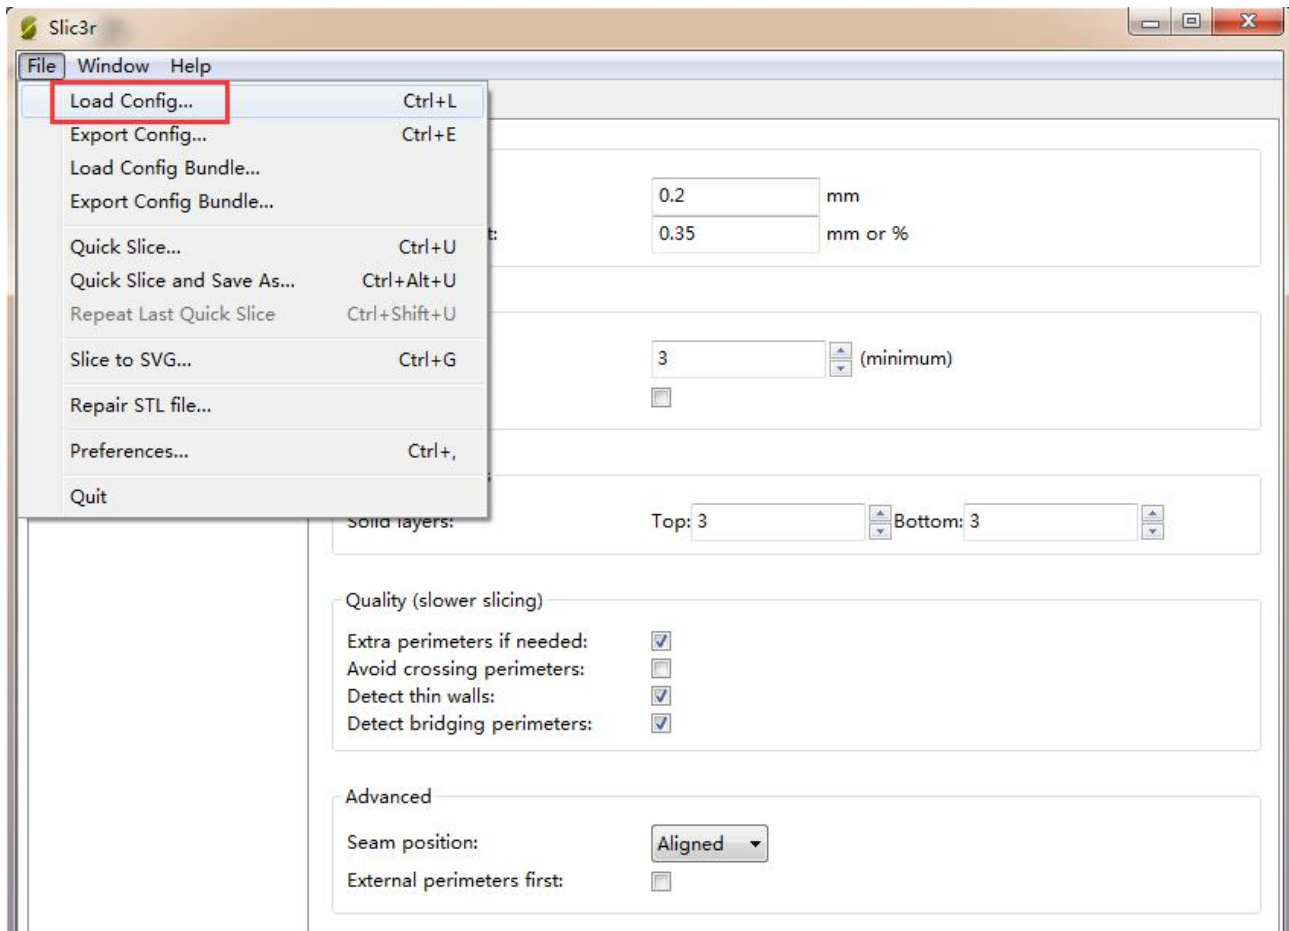 Slic3r
File Window Help
Load Config... Ctrl+L
Export Config... Ctrl+E
Load Config Bundle...
Export Config Bundle...
0.2 mm
Quick Slice... Ctrl+U
t: 0.35 mm or %
Quick Slice and Save As... Ctrl+Alt+U
Repeat Last Quick Slice Ctrl+Shift+U
Slice to SVG... Ctrl+G
3 (minimum)
Repair STL file...
Preferences... Ctrl+,
Quit
Solid layers: Top: 3 Bottom: 3
Quality (slower slicing)
Extra perimeters if needed:
Avoid crossing perimeters:
Detect thin walls:
Detect bridging perimeters:
Advanced
Seam position: Aligned
External perimeters first: